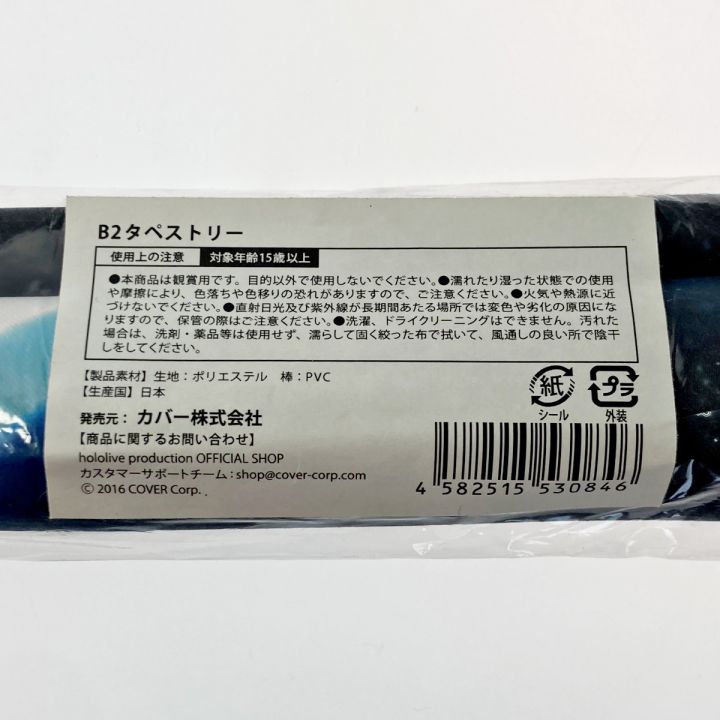 B2タペストリー
使用上の注意 対象年齢15歳以上
●本商品は観賞用です。目的以外で使用しないでください。●濡れたり湿った状態での使用
や摩擦により、色落ちや色移りの恐れがありますので、ご注意ください。●火気や熱源に近
づけないでください。●直射日光及び紫外線が長期間あたる場所では変色や劣化の原因にな
りますので、保管の際はご注意ください。●洗濯、ドライクリーニングはできません。汚れた
場合は、洗剤・薬品等は使用せず、濡らして固く絞った布で拭いて、風通しの良い所で陰干
しをしてください。
【製品素材】生地：ポリエステル 棒：PVC
【生産国】日本
発売元：カバー株式会社
【商品に関するお問い合わせ】
hololive production OFFICIAL SHOP
カスタマーサポートチーム：shop@cover-corp.com
© 2016 COVER Corp.
紙 プラ
シール 外装
4 582515 530846